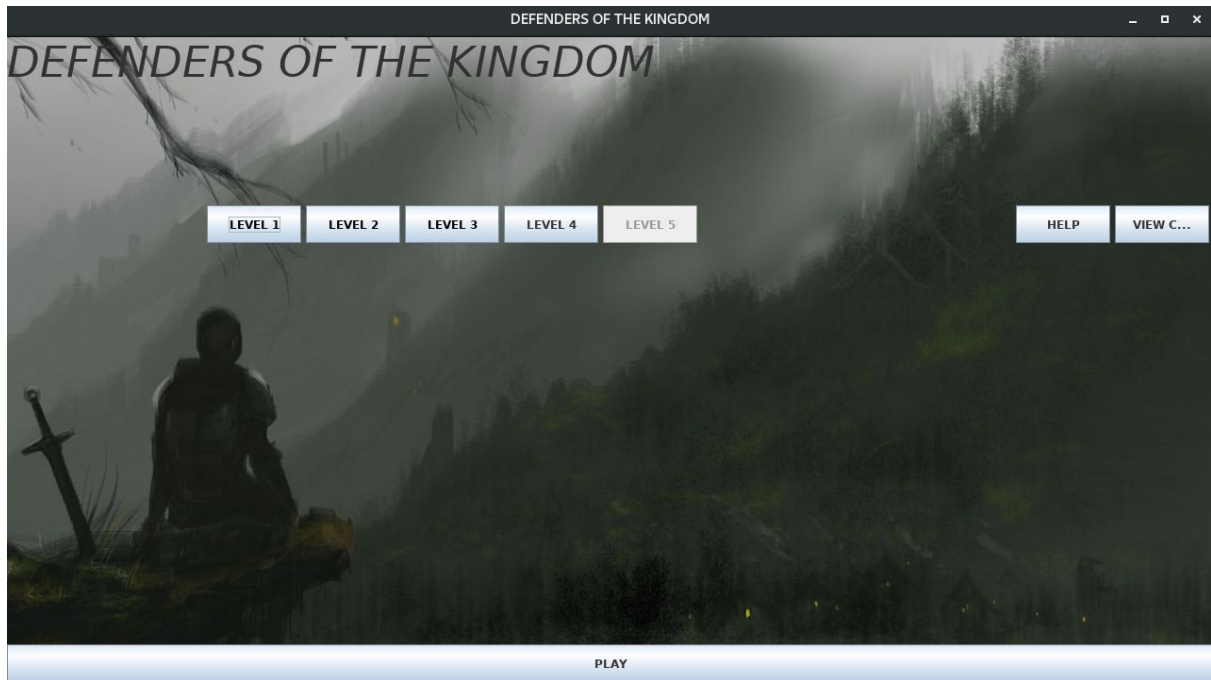 DEFENDERS OF THE KINGDOM
DEFENDERS OF THE KINGDOM
LEVEL 1 LEVEL 2 LEVEL 3 LEVEL 4 LEVEL 5 HELP VIEW C...
PLAY